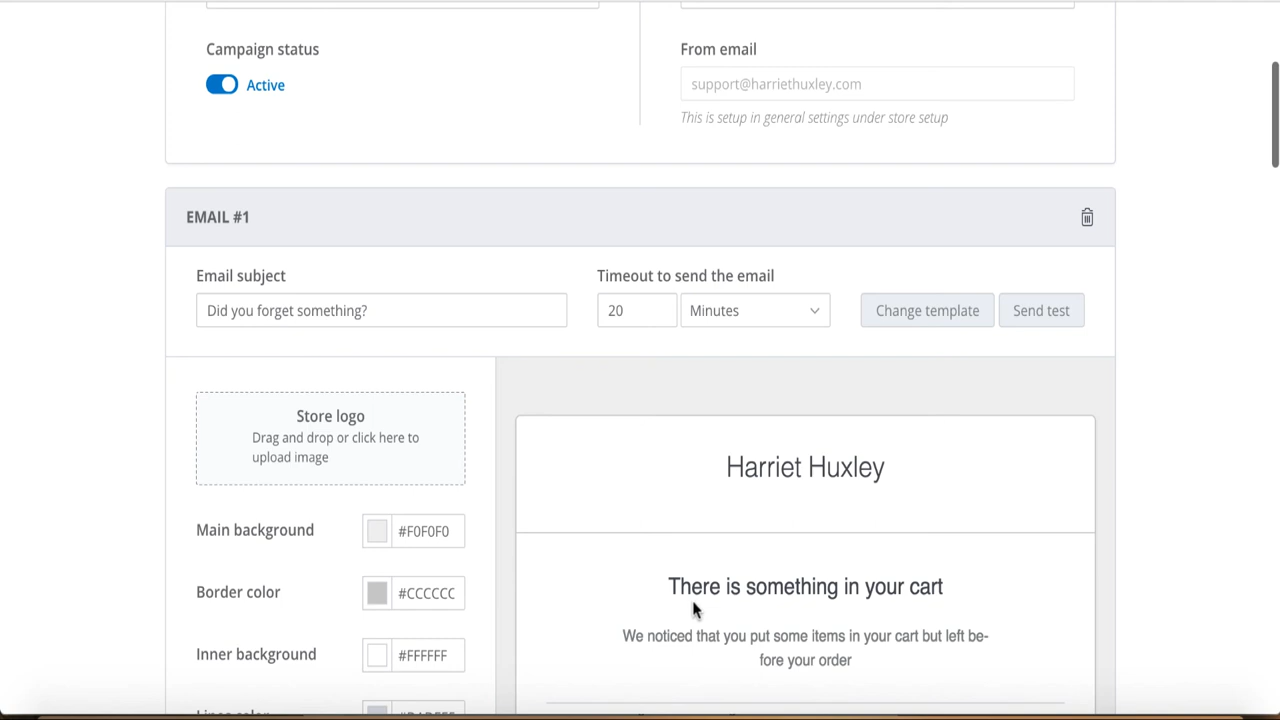 Campaign status
Active
From email
support@harriethuxley.com
This is setup in general settings under store setup
EMAIL #1
Email subject
Did you forget something?
Timeout to send the email
20
Minutes
Change template
Send test
Store logo
Drag and drop or click here to
upload image
Main background
#F0F0F0
Border color
#CCCCCC
Inner background
#FFFFFF
Harriet Huxley
There is something in your cart
We noticed that you put some items in your cart but left be-
fore your order